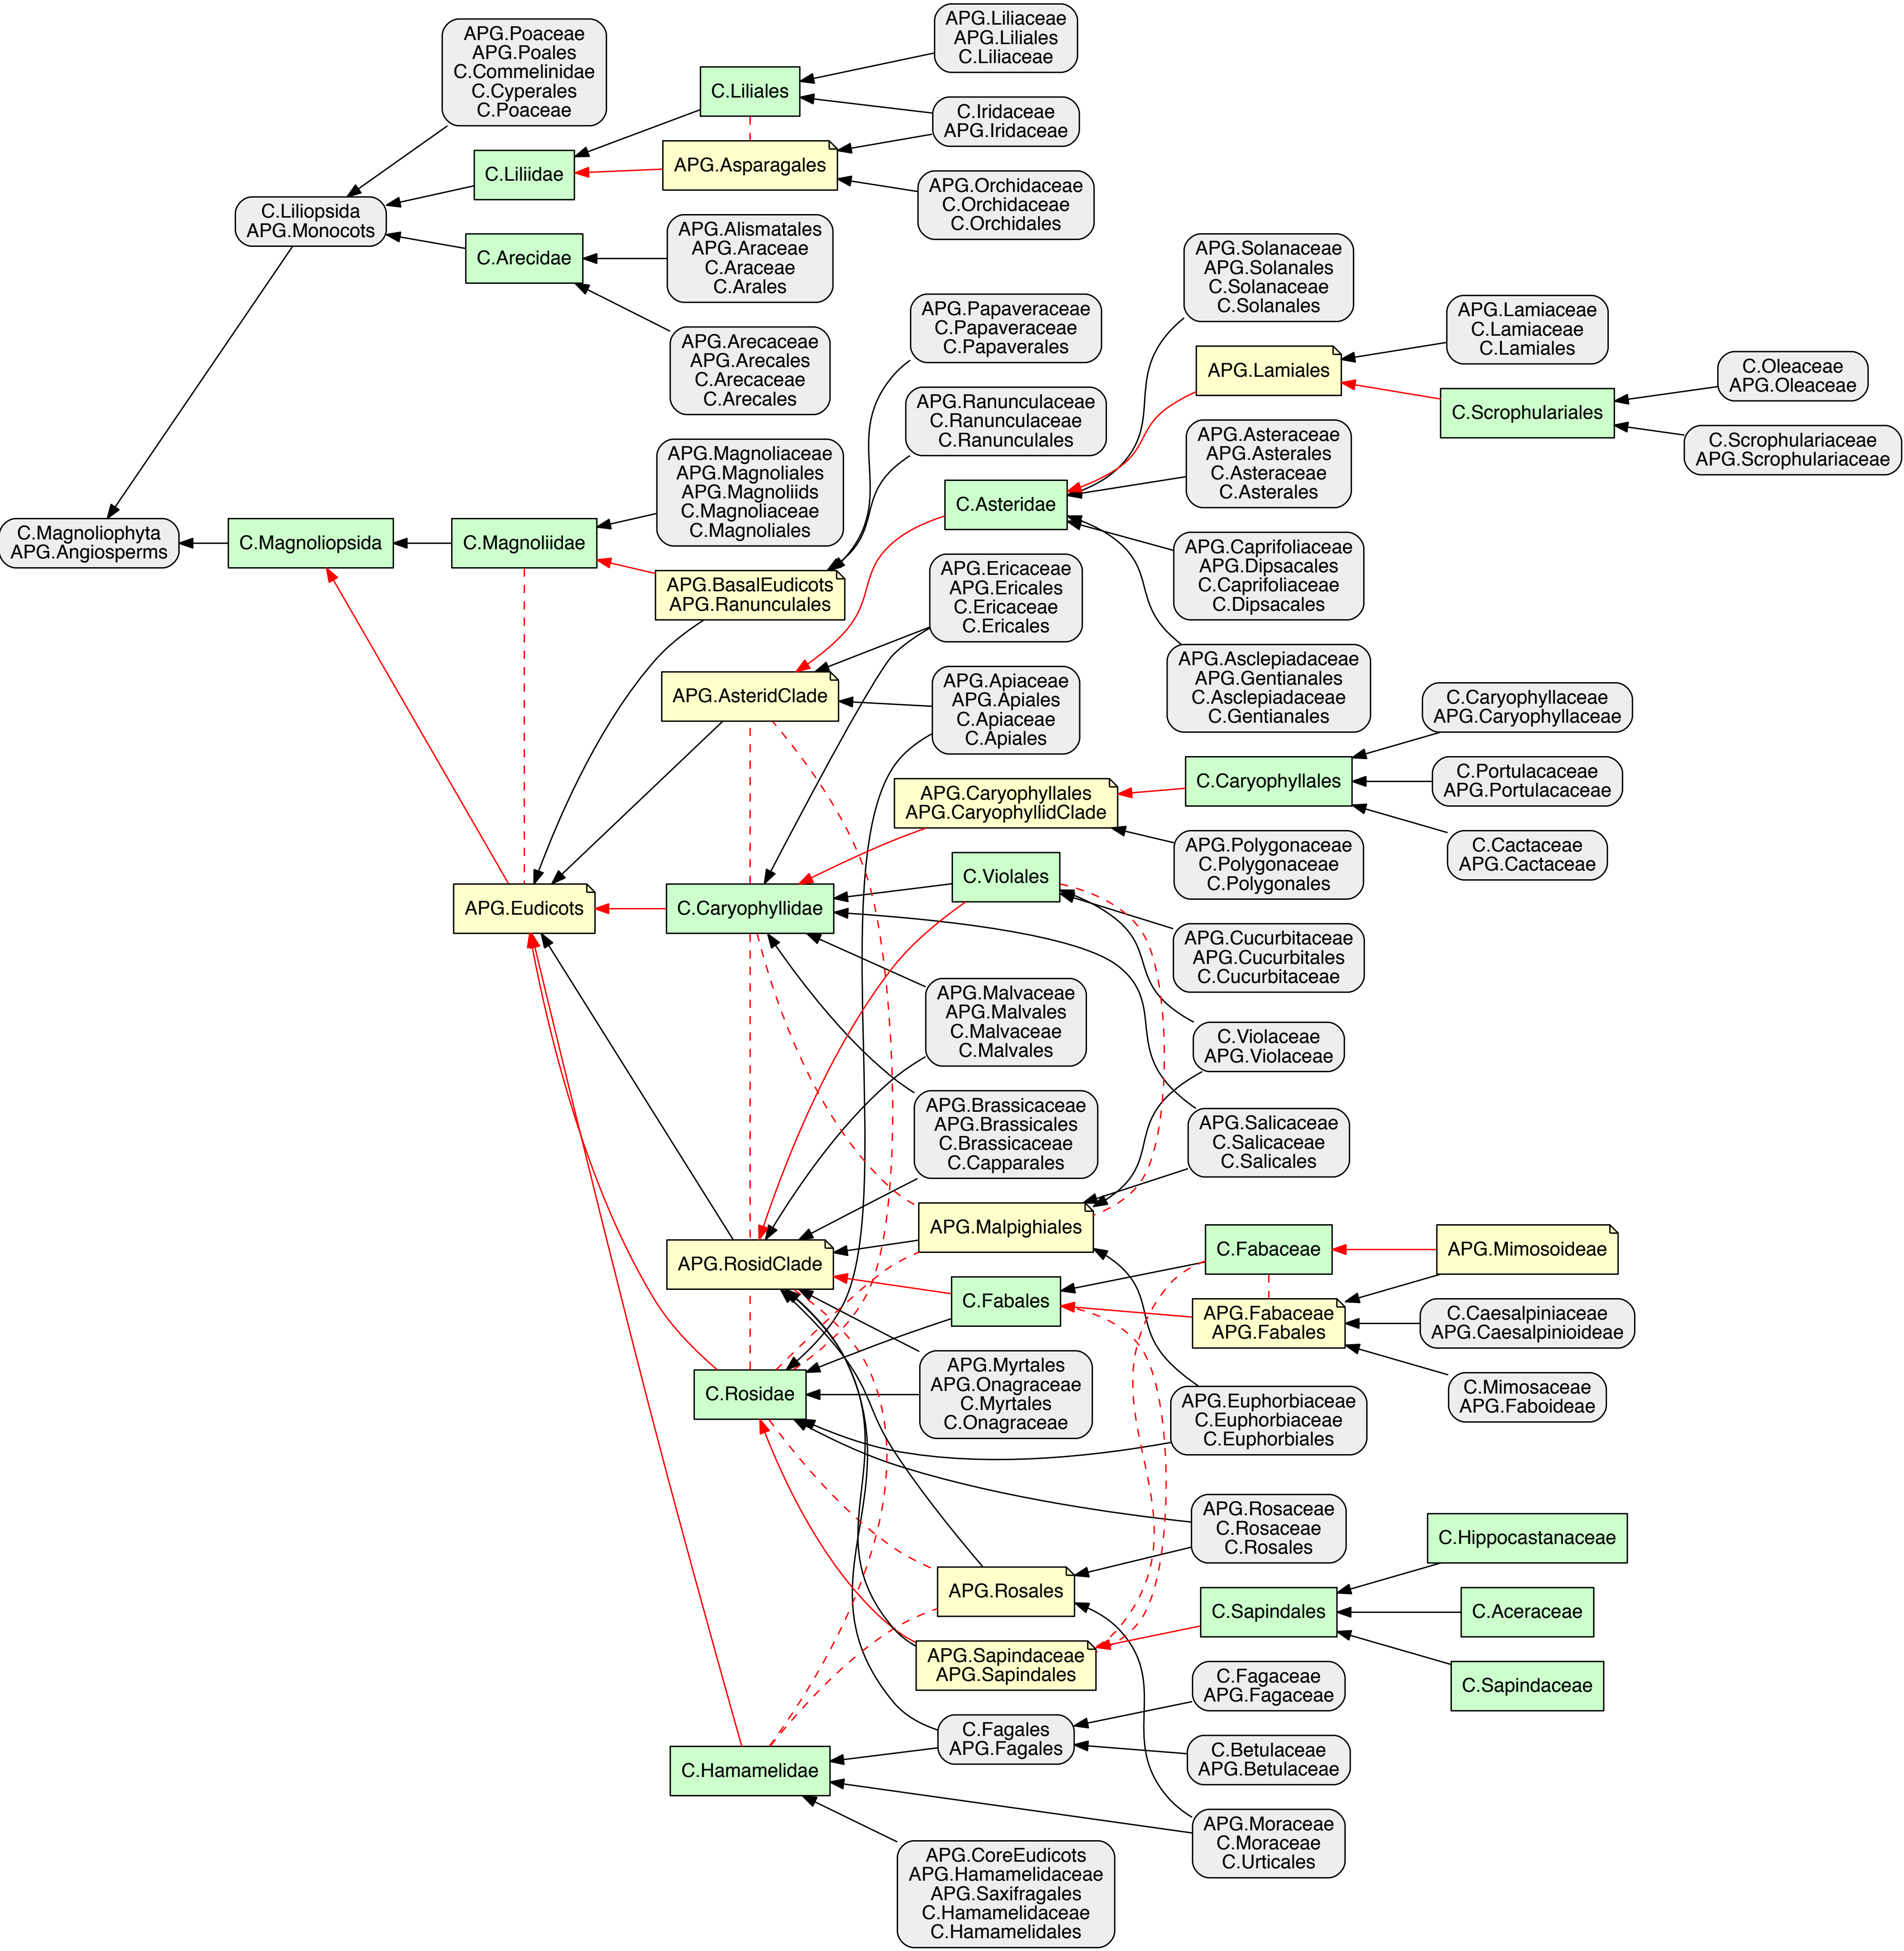 APG.Poaceae
APG.Poales
C.Commelinidae
C.Cyperales
C.Poaceae
APG.Liliaceae
APG.Liliales
C.Liliaceae
C.Liliales
C.Iridaceae
APG.Iridaceae
APG.Asparagales
C.Liliidae
APG.Orchidaceae
C.Orchidaceae
C.Orchidales
C.Liliopsida
APG.Monocots
C.Arecidae
APG.Alismatales
APG.Araceae
C.Araceae
C.Arales
APG.Arecaceae
APG.Arecales
C.Arecaceae
C.Arecales
APG.Papaveraceae
C.Papaveraceae
C.Papaverales
APG.Ranunculaceae
C.Ranunculaceae
C.Ranunculales
APG.Solanaceae
APG.Solanales
C.Solanaceae
C.Solanales
APG.Lamiaceae
C.Lamiaceae
C.Lamiales
APG.Lamiales
C.Oleaceae
APG.Oleaceae
C.Scrophulariales
C.Scrophulariaceae
APG.Scrophulariaceae
APG.Asteraceae
APG.Asterales
C.Asteraceae
C.Asterales
C.Asteridae
APG.Magnoliaceae
APG.Magnoliales
APG.Magnoliids
C.Magnoliaceae
C.Magnoliales
C.Magnoliophyta
APG.Angiosperms
C.Magnoliopsida
C.Magnoliidae
APG.BasalEudicots
APG.Ranunculales
APG.Caprifoliaceae
APG.Dipsacales
C.Caprifoliaceae
C.Dipsacales
APG.Ericaceae
APG.Ericales
C.Ericaceae
C.Ericales
APG.AsteridClade
APG.Apiaceae
APG.Apiales
C.Apiaceae
C.Apiales
APG.Asclepiadaceae
APG.Gentianales
C.Asclepiadaceae
C.Gentianales
C.Caryophyllaceae
APG.Caryophyllaceae
C.Caryophyllales
C.Portulacaceae
APG.Portulacaceae
APG.Caryophyllales
APG.CaryophyllidClade
C.Cactaceae
APG.Cactaceae
APG.Polygonaceae
C.Polygonaceae
C.Polygonales
C.Violales
APG.Eudicots
C.Caryophyllidae
APG.Cucurbitaceae
APG.Cucurbitales
C.Cucurbitaceae
APG.Malvaceae
APG.Malvales
C.Malvaceae
C.Malvales
C.Violaceae
APG.Violaceae
APG.Brassicaceae
APG.Brassicales
C.Brassicaceae
C.Capparales
APG.Salicaceae
C.Salicaceae
C.Salicales
APG.Malpighiales
APG.RosidClade
C.Fabaceae
APG.Mimosoideae
C.Fabales
APG.Fabaceae
APG.Fabales
C.Caesalpiniaceae
APG.Caesalpinioideae
C.Mimosaceae
APG.Faboideae
C.Rosidae
APG.Myrtales
APG.Onagraceae
C.Myrtales
C.Onagraceae
APG.Euphorbiaceae
C.Euphorbiaceae
C.Euphorbiales
APG.Rosaceae
C.Rosaceae
C.Rosales
C.Hippocastanaceae
APG.Rosales
C.Sapindales
C.Aceraceae
APG.Sapindaceae
APG.Sapindales
C.Sapindaceae
C.Fagaceae
APG.Fagaceae
C.Fagales
APG.Fagales
C.Betulaceae
APG.Betulaceae
C.Hamamelidae
APG.Moraceae
C.Moraceae
C.Urticales
APG.CoreEudicots
APG.Hamamelidaceae
APG.Saxifragales
C.Hamamelidaceae
C.Hamamelidales